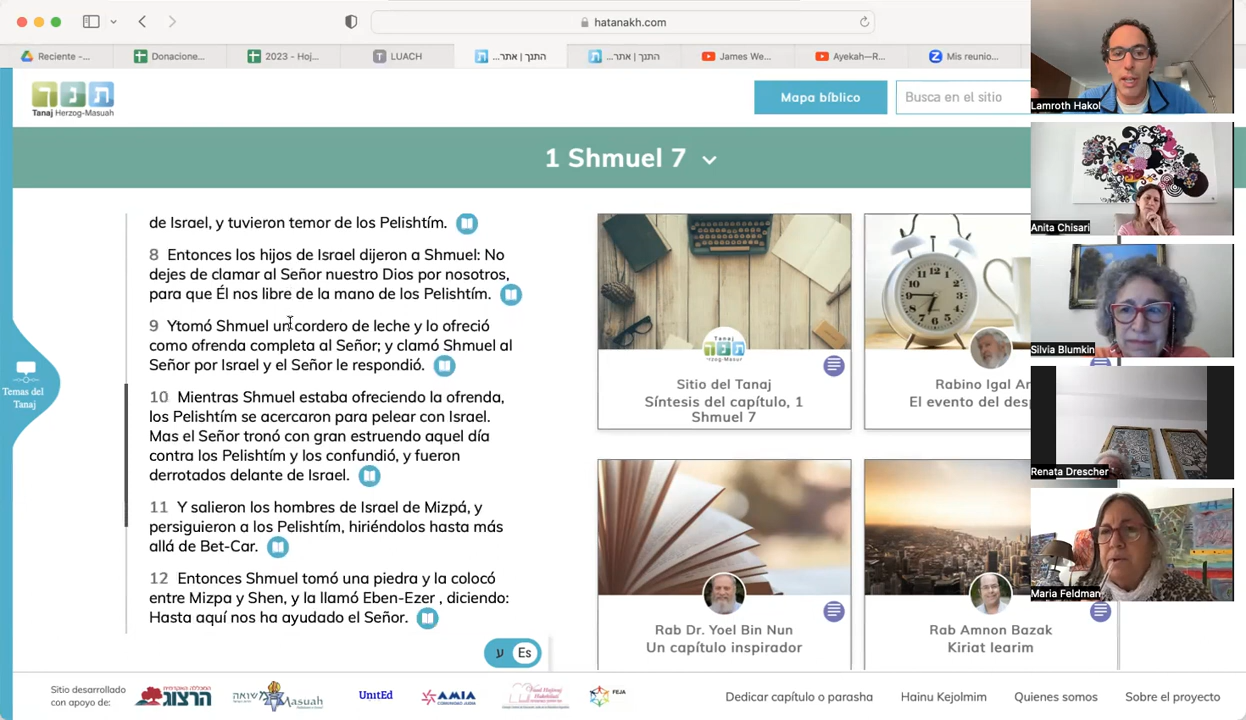 hatanakh.com
Reciente -...
Donacione...
2023 - Hoj...
LUACH
התנך | אתר...
התנך | אתר...
James We...
Ayekah—R...
Mis reunio...
תנך
Tanaj Herzog-Masuah
Mapa bíblico
Busca en el sitio
1 Shmuel 7
de Israel, y tuvieron temor de los Pelishtím.
8 Entonces los hijos de Israel dijeron a Shmuel: No
dejes de clamar al Señor nuestro Dios por nosotros,
para que Él nos libre de la mano de los Pelishtím.
9 Ytomó Shmuel un cordero de leche y lo ofreció
como ofrenda completa al Señor; y clamó Shmuel al
Señor por Israel y el Señor le respondió.
10 Mientras Shmuel estaba ofreciendo la ofrenda,
los Pelishtím se acercaron para pelear con Israel.
Mas el Señor tronó con gran estruendo aquel día
contra los Pelishtím y los confundió, y fueron
derrotados delante de Israel.
11 Y salieron los hombres de Israel de Mizpá, y
persiguieron a los Pelishtím, hiriéndolos hasta más
allá de Bet-Car.
12 Entonces Shmuel tomó una piedra y la colocó
entre Mizpa y Shen, y la llamó Eben-Ezer , diciendo:
Hasta aquí nos ha ayudado el Señor.
Temas del
Tanaj
ע Es
Sitio del Tanaj
Síntesis del capítulo, 1
Shmuel 7
Rabino Igal Ar
El evento del des
Rab Dr. Yoel Bin Nun
Un capítulo inspirador
Rab Amnon Bazak
Kiriat learim
Lamroth Hakol
Anita Chisari
Silvia Blumkin
Renata Drescher
Maria Feldman
Sitio desarrollado
con apoyo de:
הרצוג
משואה
Masuah
UnitEd
AMIA
COMUNIDAD JUDIA
FEJA
Dedicar capítulo o parasha
Hainu Kejolmim
Quienes somos
Sobre el proyecto